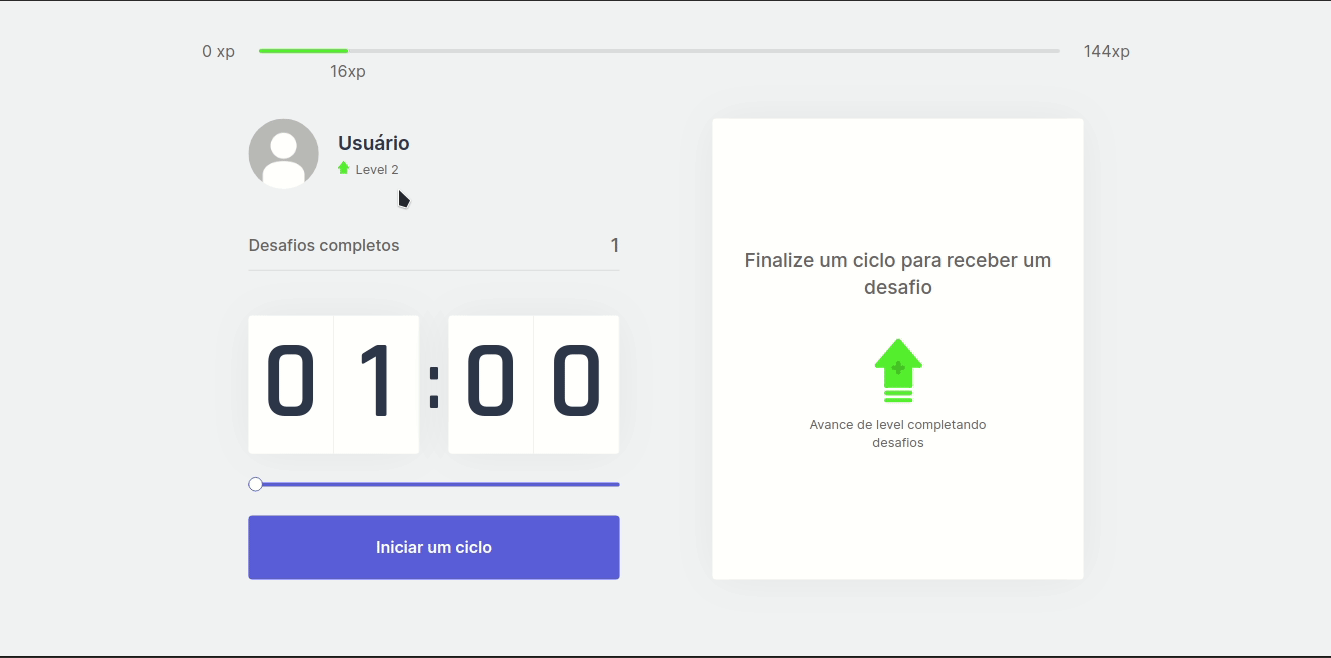 0 xp
144xp
16xp
Usuário
Level 2
Desafios completos 1
01:00
Iniciar um ciclo
Finalize um ciclo para receber um
desafio
Avance de level completando
desafios